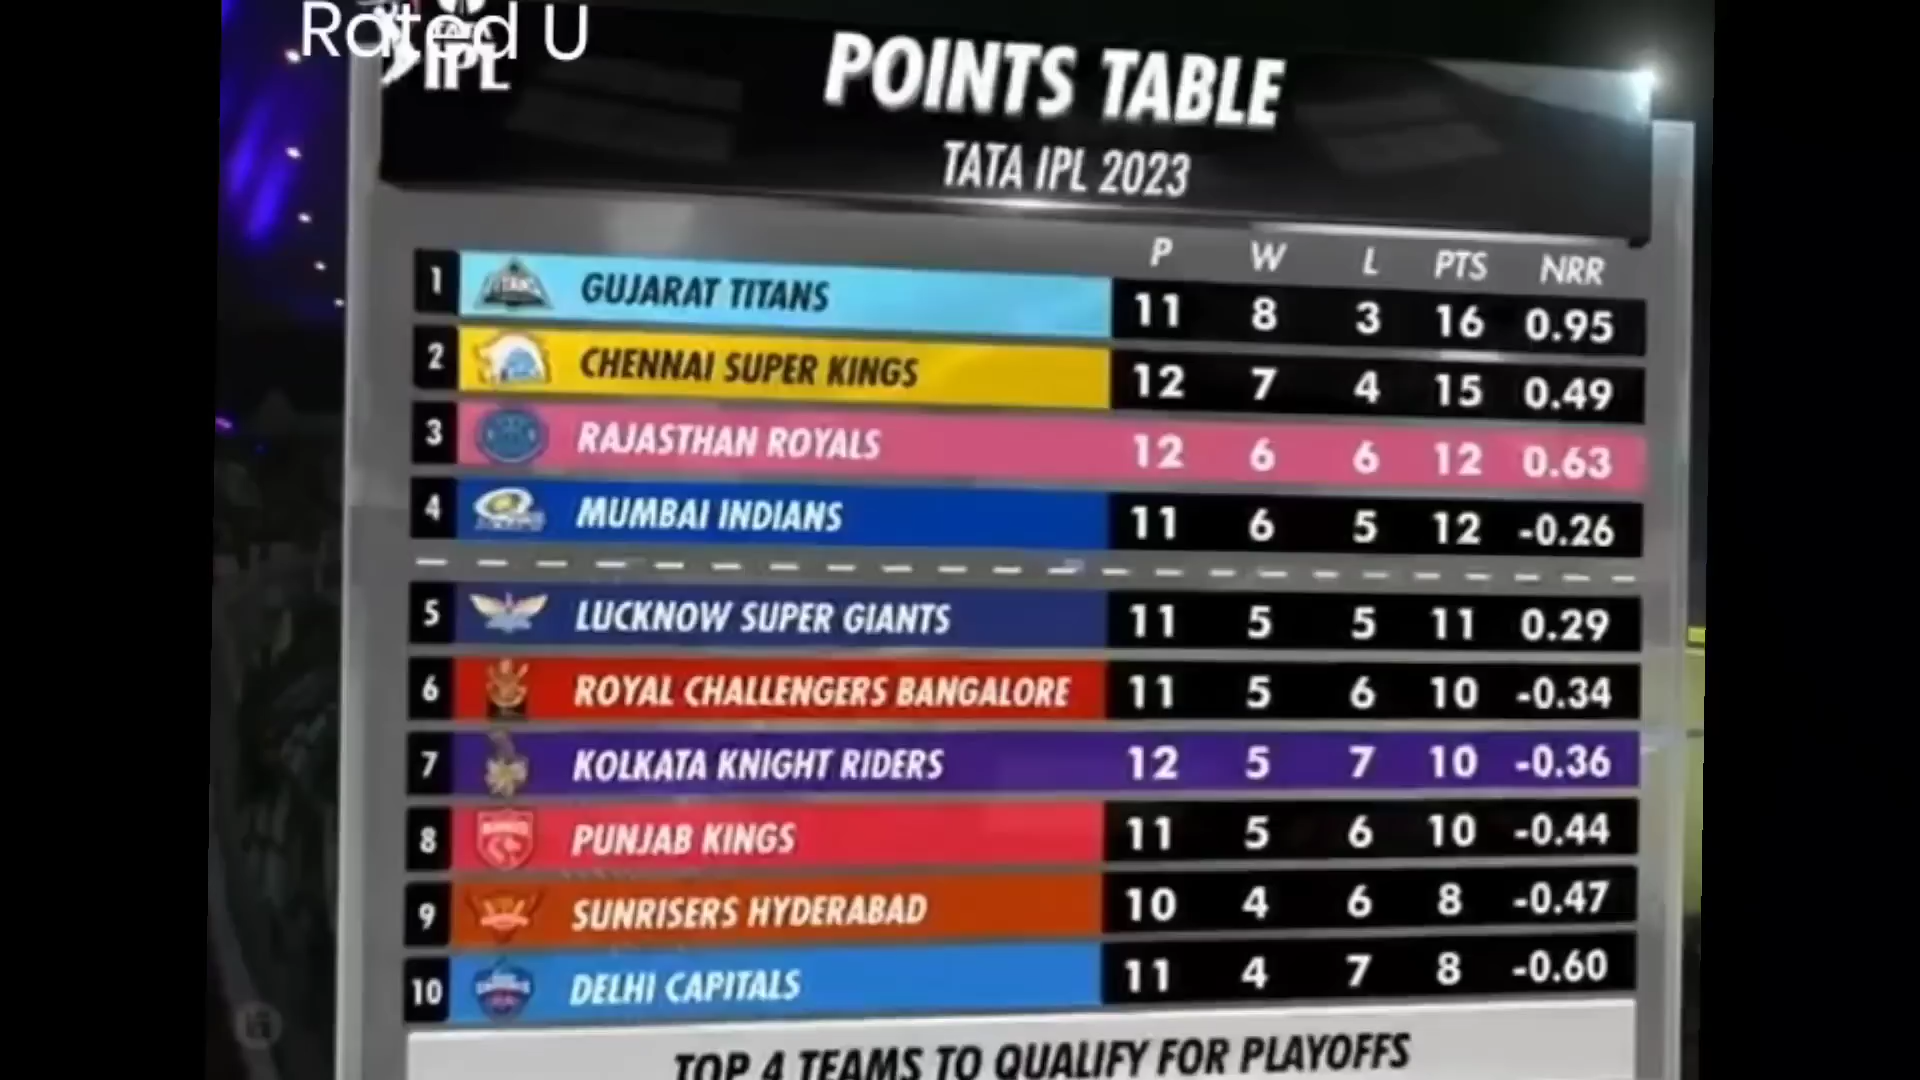 Rated U
IPL
POINTS TABLE
TATA IPL 2023
P W L PTS NRR
1 GUJARAT TITANS 11 8 3 16 0.95
2 CHENNAI SUPER KINGS 12 7 4 15 0.49
3 RAJASTHAN ROYALS 12 6 6 12 0.63
4 MUMBAI INDIANS 11 6 5 12 -0.26
5 LUCKNOW SUPER GIANTS 11 5 5 11 0.29
6 ROYAL CHALLENGERS BANGALORE 11 5 6 10 -0.34
7 KOLKATA KNIGHT RIDERS 12 5 7 10 -0.36
8 PUNJAB KINGS 11 5 6 10 -0.44
9 SUNRISERS HYDERABAD 10 4 6 8 -0.47
10 DELHI CAPITALS 11 4 7 8 -0.60
TOP 4 TEAMS TO QUALIFY FOR PLAYOFFS